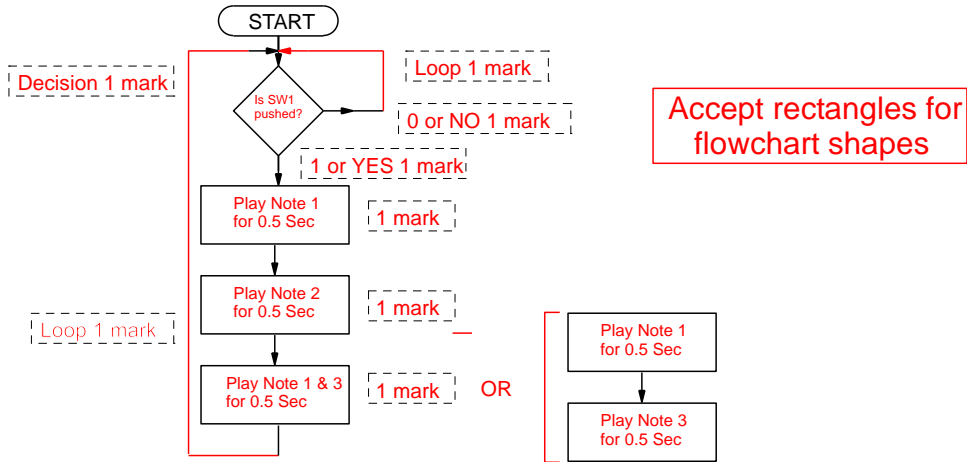 START
Decision 1 mark
Loop 1 mark
Is SW1
pushed?
0 or NO 1 mark
Accept rectangles for
flowchart shapes
1 or YES 1 mark
Play Note 1
for 0.5 Sec
1 mark
Play Note 2
for 0.5 Sec
1 mark
Loop 1 mark
Play Note 1 & 3
for 0.5 Sec
1 mark
OR
Play Note 1
for 0.5 Sec
Play Note 3
for 0.5 Sec